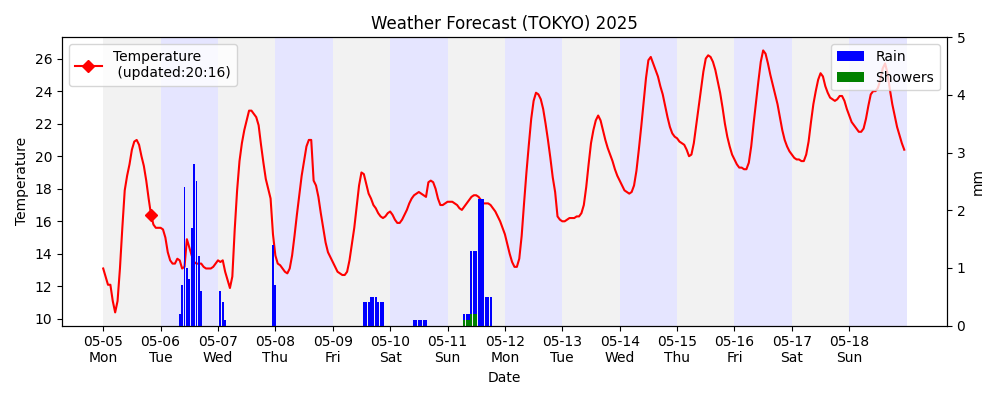 Weather Forecast (TOKYO) 2025
Temperature
(updated:20:16)
Rain
Showers
Temperature
26
24
22
20
18
16
14
12
10
5
4
3
2
1
0
mm
05-05 05-06 05-07 05-08 05-09 05-10 05-11 05-12 05-13 05-14 05-15 05-16 05-17 05-18
Mon Tue Wed Thu Fri Sat Sun Mon Tue Wed Thu Fri Sat Sun
Date